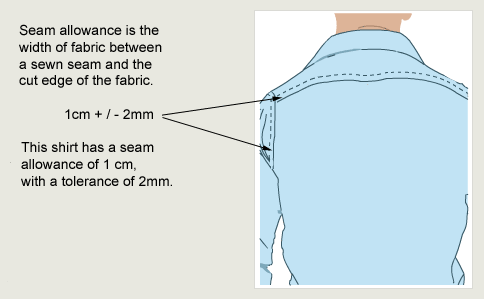 Seam allowance is the
width of fabric between
a sewn seam and the
cut edge of the fabric.
1cm + / - 2mm
This shirt has a seam
allowance of 1 cm,
with a tolerance of 2mm.